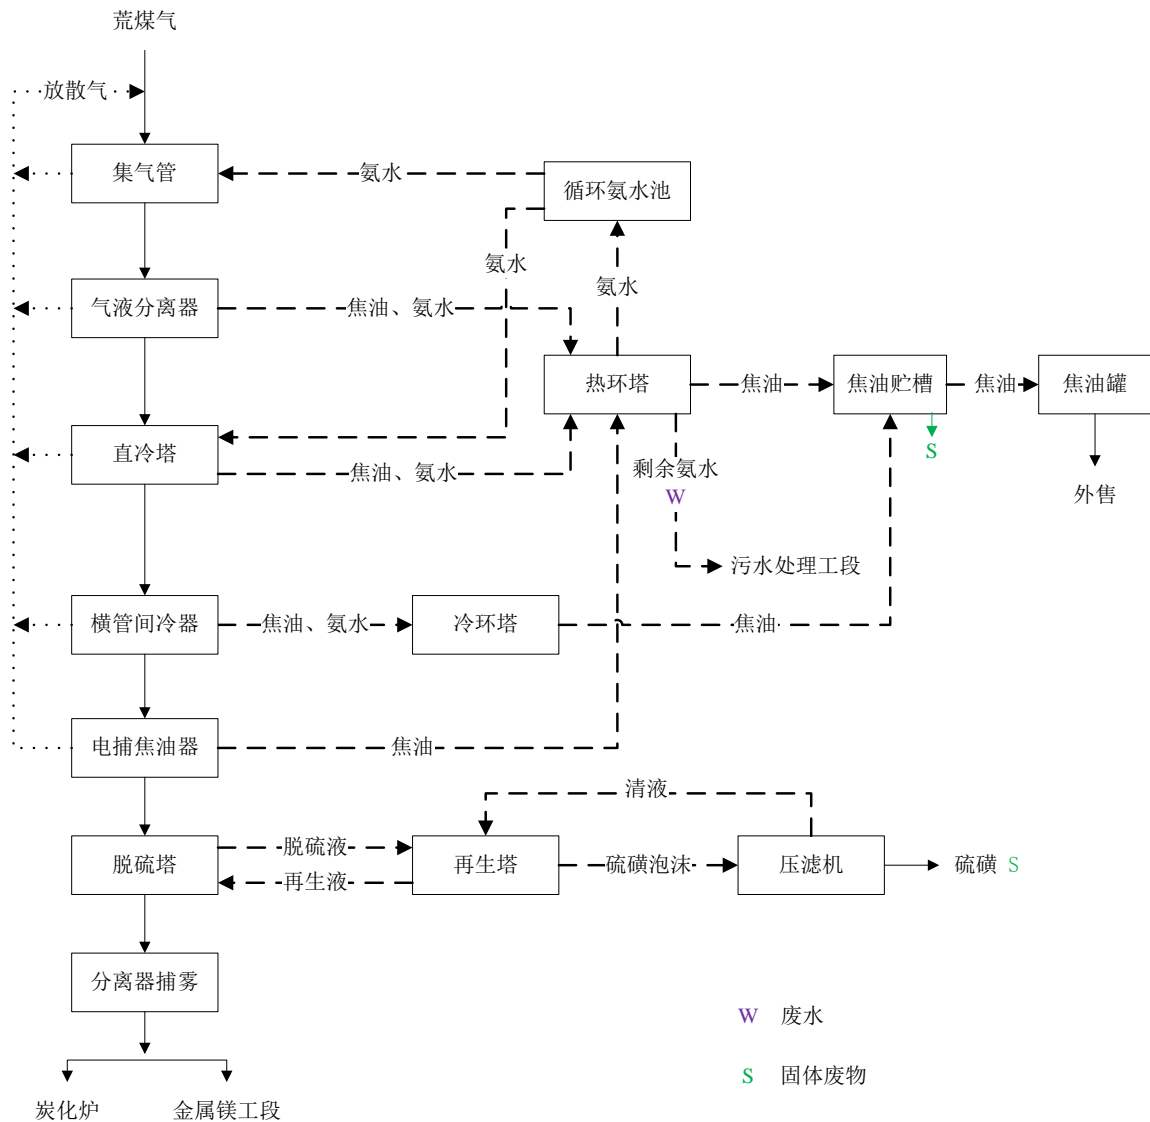 荒煤气
放散气
集气管
氨水
循环氨水池
氨水
氨水
气液分离器
焦油、氨水
热环塔
焦油
焦油贮槽
焦油
焦油罐
直冷塔
焦油、氨水
剩余氨水
W
S
外售
污水处理工段
横管间冷器
焦油、氨水
冷环塔
焦油
电捕焦油器
焦油
清液
脱硫塔
脱硫液
再生液
再生塔
硫磺泡沫
压滤机
硫磺 S
分离器捕雾
W 废水
S 固体废物
炭化炉
金属镁工段